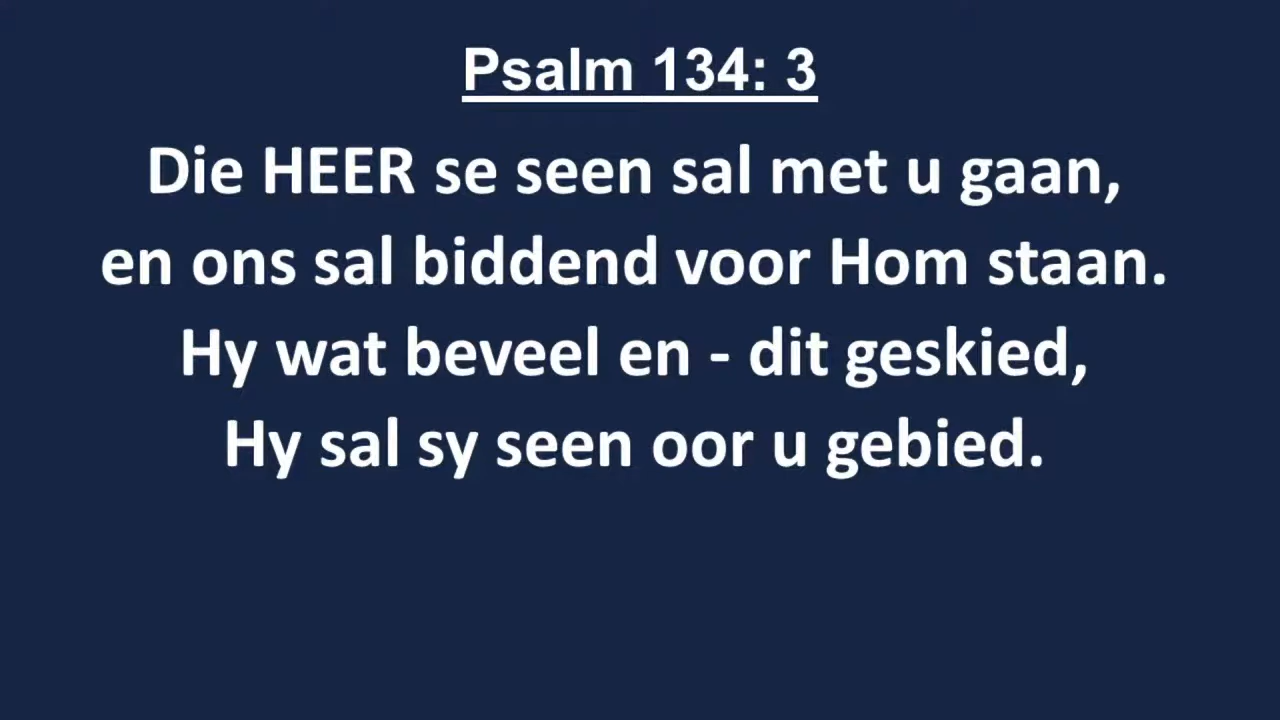 Psalm 134: 3
Die HEER se seen sal met u gaan,
en ons sal biddend voor Hom staan.
Hy wat beveel en - dit geskied,
Hy sal sy seen oor u gebied.